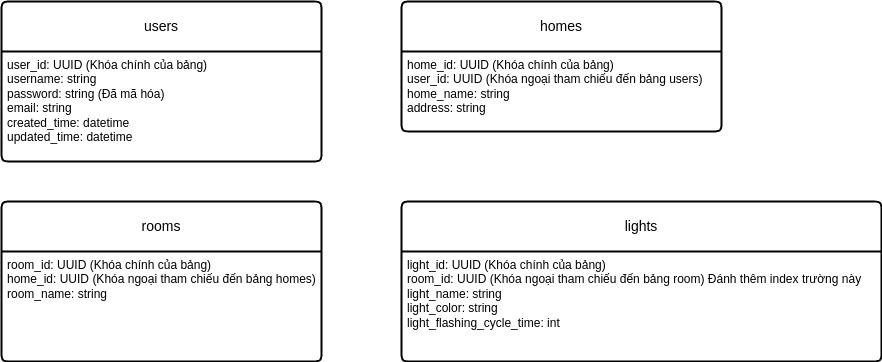 users
user_id: UUID (Khóa chính của bảng)
username: string
password: string (Đã mã hóa)
email: string
created_time: datetime
updated_time: datetime
homes
home_id: UUID (Khóa chính của bảng)
user_id: UUID (Khóa ngoại tham chiếu đến bảng users)
home_name: string
address: string
rooms
room_id: UUID (Khóa chính của bảng)
home_id: UUID (Khóa ngoại tham chiếu đến bảng homes)
room_name: string
lights
light_id: UUID (Khóa chính của bảng)
room_id: UUID (Khóa ngoại tham chiếu đến bảng room) Đánh thêm index trường này
light_name: string
light_color: string
light_flashing_cycle_time: int